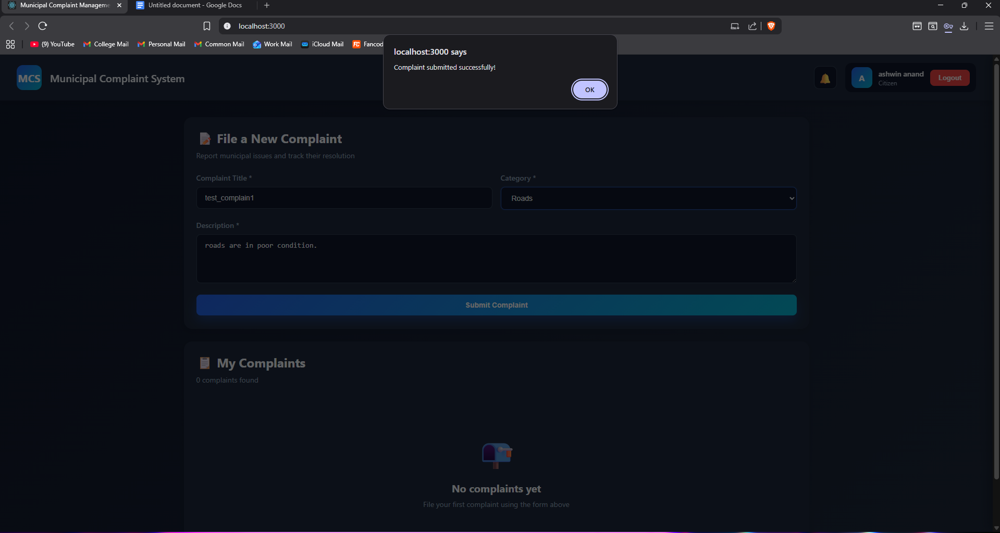 Municipal Complaint Manageme
Untitled document - Google Docs
localhost:3000
(9) YouTube
College Mail
Personal Mail
Common Mail
Work Mail
iCloud Mail
FC Fancod
localhost:3000 says
Complaint submitted successfully!
OK
MCS Municipal Complaint System
A
ashwin anand
Citizen
Logout
File a New Complaint
Report municipal issues and track their resolution
Complaint Title *
Category *
test_complain1
Roads
Description *
roads are in poor condition.
Submit Complaint
My Complaints
0 complaints found
No complaints yet
File your first complaint using the form above